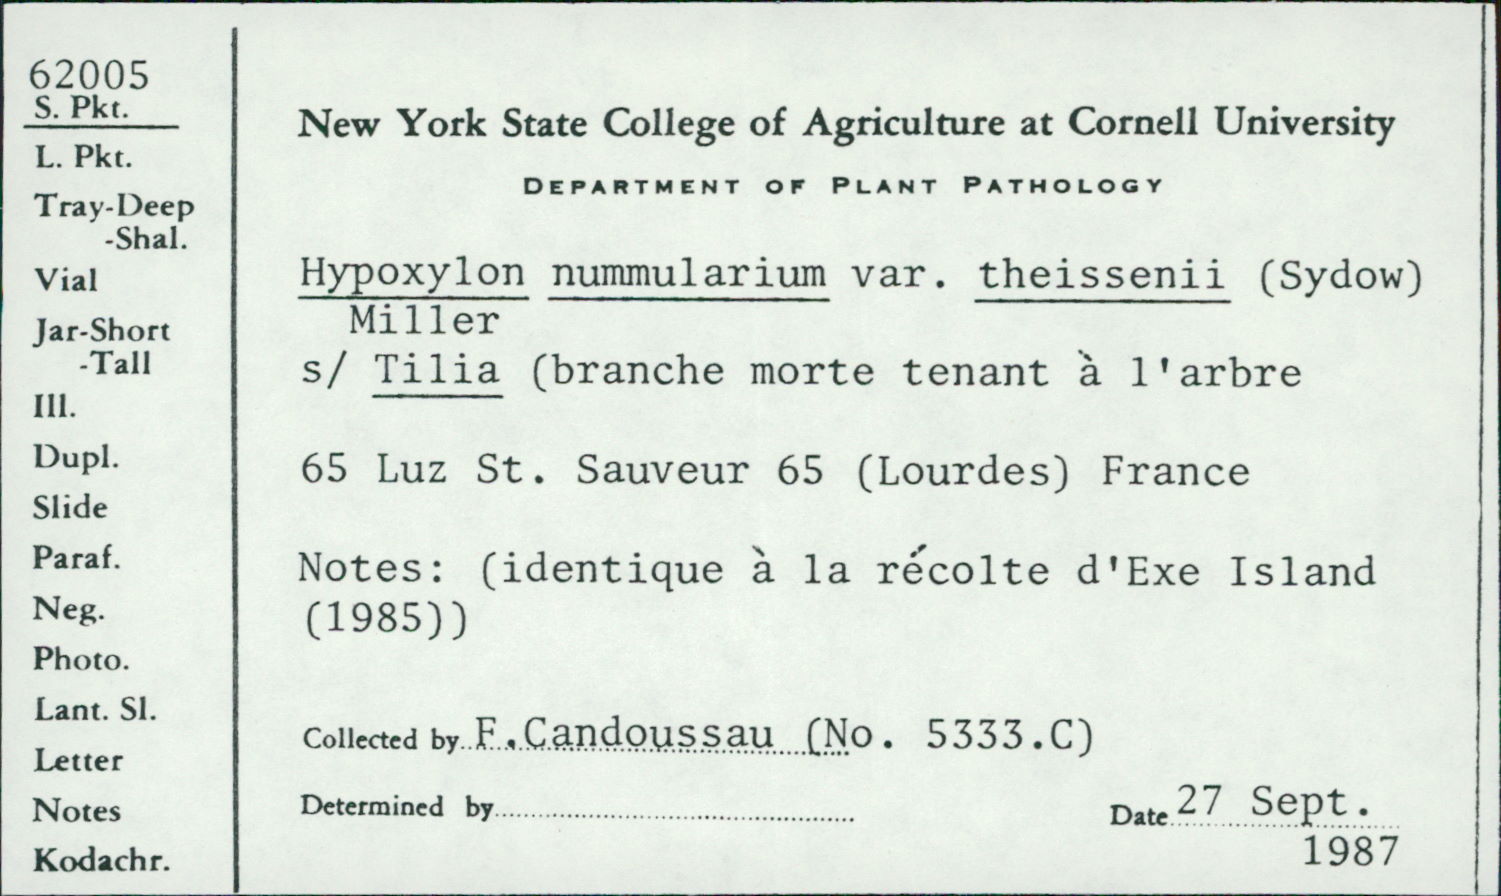 62005
S. Pkt.
L. Pkt.
Tray-Deep
-Shal.
Vial
Jar-Short
-Tall
Ill.
Dupl.
Slide
Paraf.
Neg.
Photo.
Lant. Sl.
Letter
Notes
Kodachr.
New York State College of Agriculture at Cornell University
DEPARTMENT OF PLANT PATHOLOGY
Hypoxylon nummularium var. theissenii (Sydow)
Miller
s/ Tilia (branche morte tenant à l'arbre
65 Luz St. Sauveur 65 (Lourdes) France
Notes: (identique à la récolte d'Exe Island
(1985))
Collected by F.Candoussau (No. 5333.C)
Determined by
Date 27 Sept.
1987